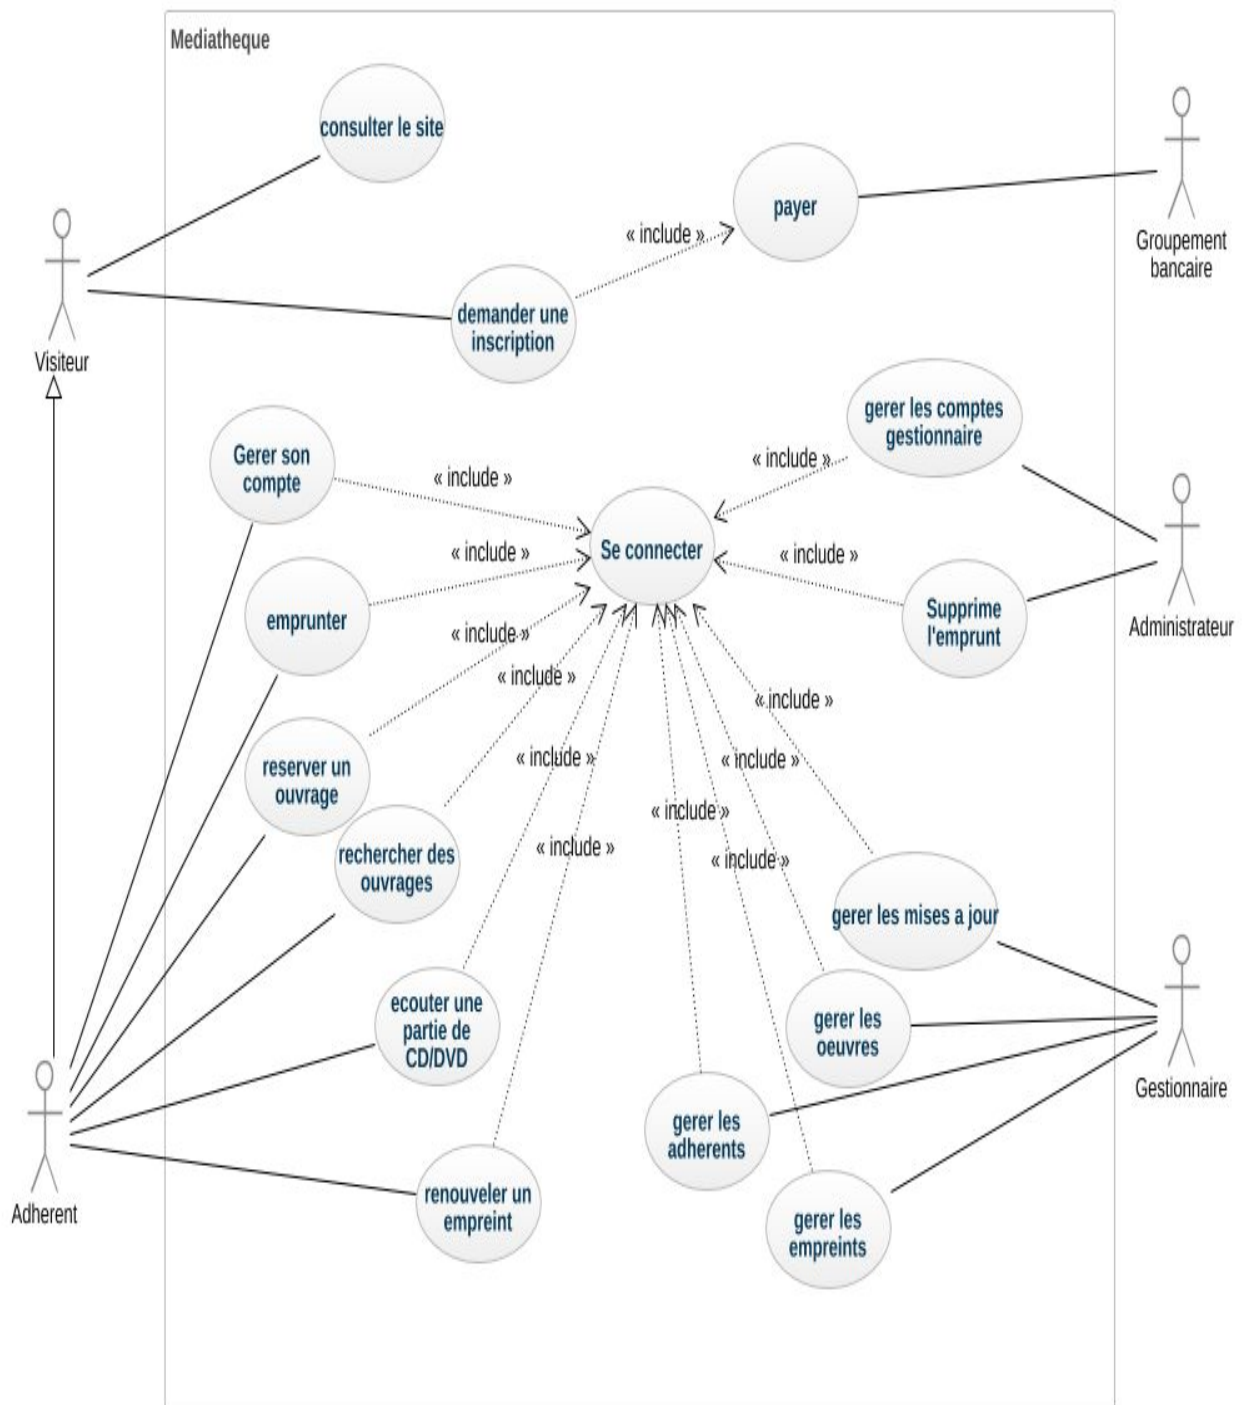 Mediatheque
consulter le site
payer
« include »
Groupement
bancaire
demander une
inscription
Visiteur
gerer les comptes
gestionnaire
Gerer son
compte
« include »
« include »
Se connecter
« include »
« include »
emprunter
Supprime
l'emprunt
Administrateur
« include »
« include »
« include »
reserver un
ouvrage
« include »
« include »
« include »
« include »
« include »
rechercher des
ouvrages
gerer les mises a jour
ecouter une
partie de
CD/DVD
gerer les
oeuvres
Gestionnaire
gerer les
adherents
Adherent
renouveler un
empreint
gerer les
empreints